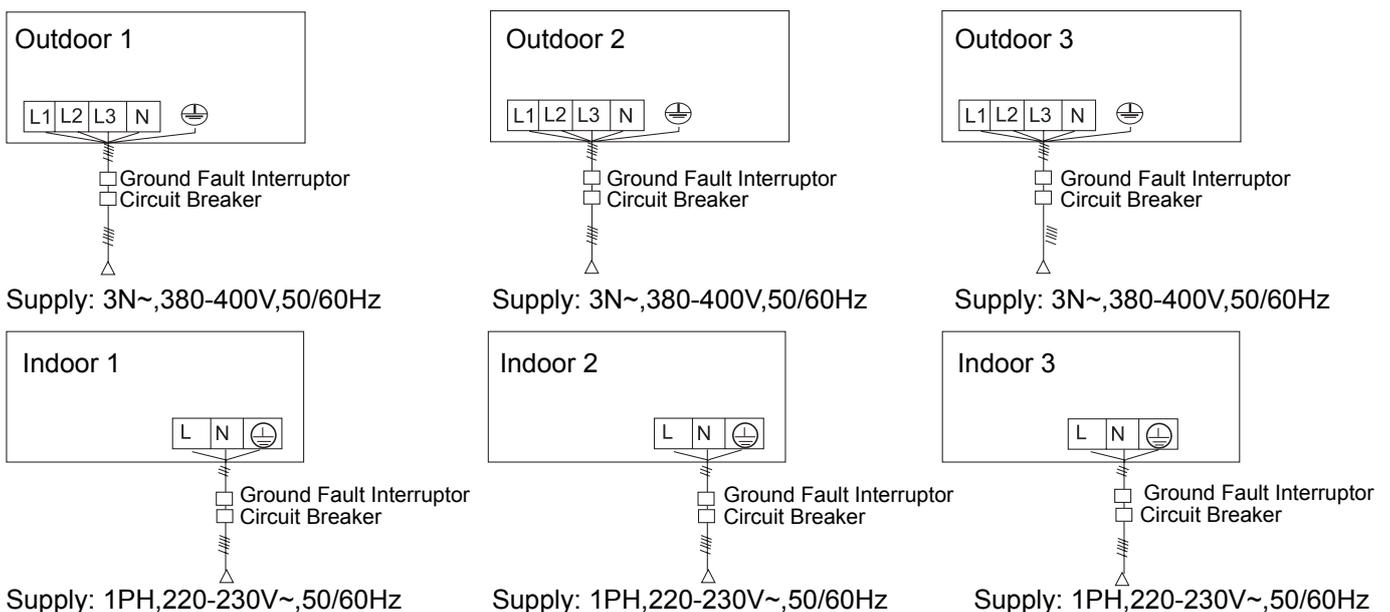 Outdoor 1
L1 L2 L3 N
Ground Fault Interruptor
Circuit Breaker
Supply: 3N~,380-400V,50/60Hz
Outdoor 2
L1 L2 L3 N
Ground Fault Interruptor
Circuit Breaker
Supply: 3N~,380-400V,50/60Hz
Outdoor 3
L1 L2 L3 N
Ground Fault Interruptor
Circuit Breaker
Supply: 3N~,380-400V,50/60Hz
Indoor 1
L N
Ground Fault Interruptor
Circuit Breaker
Supply: 1PH,220-230V~,50/60Hz
Indoor 2
L N
Ground Fault Interruptor
Circuit Breaker
Supply: 1PH,220-230V~,50/60Hz
Indoor 3
L N
Ground Fault Interruptor
Circuit Breaker
Supply: 1PH,220-230V~,50/60Hz